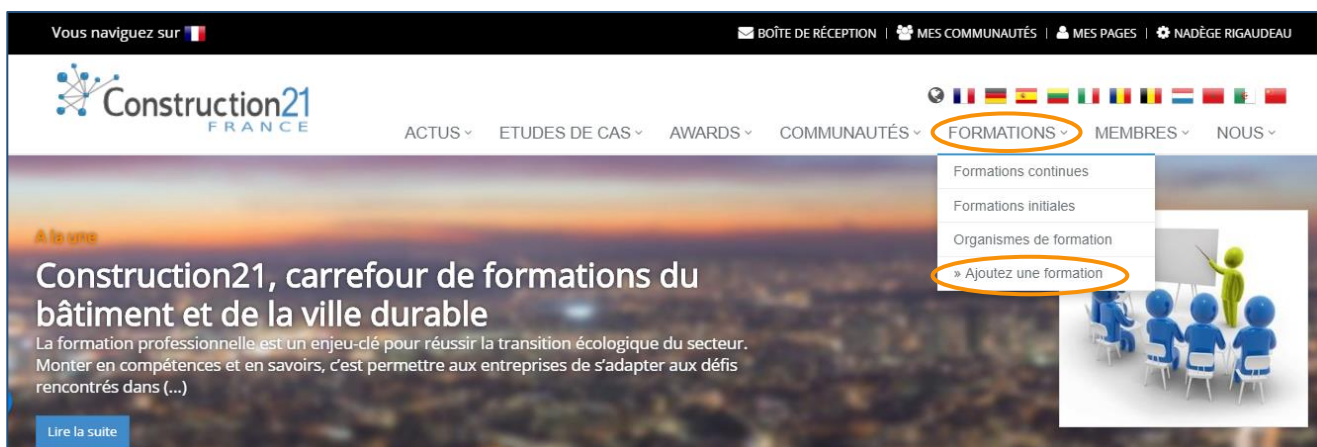 Vous naviguez sur
BOÎTE DE RÉCEPTION | MES COMMUNAUTÉS | MES PAGES | NADÈGE RIGAUDEAU
Construction21
FRANCE
ACTUS ETUDES DE CAS AWARDS COMMUNAUTÉS FORMATIONS MEMBRES NOUS
Formations continues
Formations initiales
Organismes de formation
» Ajoutez une formation
A la une
Construction21, carrefour de formations du
bâtiment et de la ville durable
La formation professionnelle est un enjeu-clé pour réussir la transition écologique du secteur.
Monter en compétences et en savoirs, c'est permettre aux entreprises de s'adapter aux défis
rencontrés dans (...)
Lire la suite